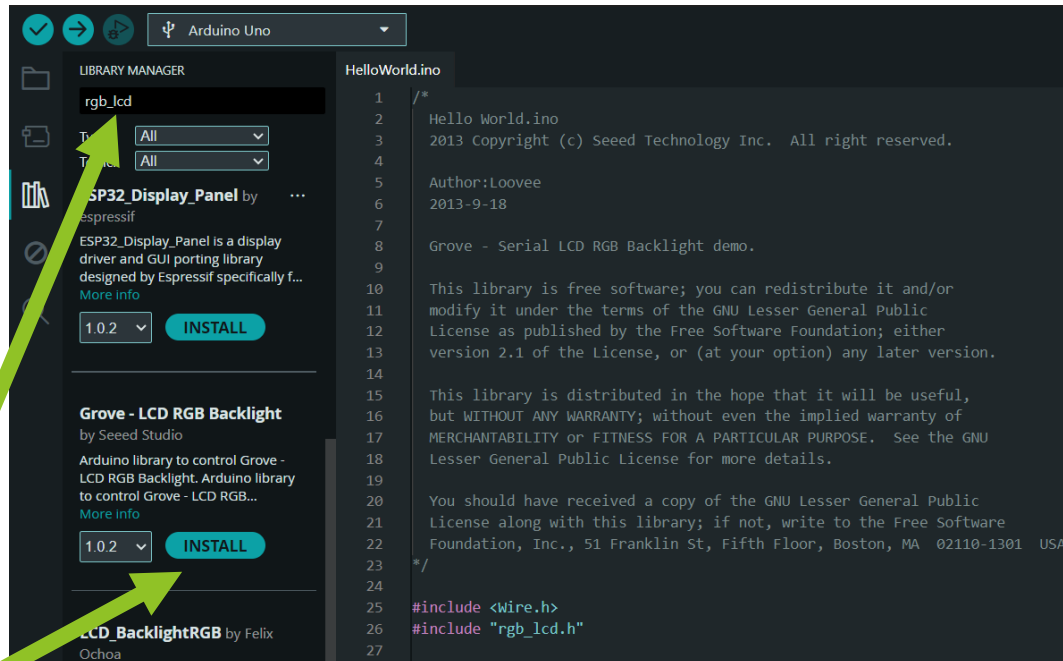 Arduino Uno
LIBRARY MANAGER
rgb_lcd
All
All
SP32_Display_Panel by
espressif
ESP32_Display_Panel is a display
driver and GUI porting library
designed by Espressif specifically f...
More info
1.0.2
INSTALL
Grove - LCD RGB Backlight
by Seeed Studio
Arduino library to control Grove -
LCD RGB Backlight. Arduino library
to control Grove - LCD RGB...
More info
1.0.2
INSTALL
LCD_BacklightRGB by Felix
Ochoa
HelloWorld.ino
1 /*
2 Hello World.ino
3 2013 Copyright (c) Seeed Technology Inc.  All right reserved.
4
5 Author:Loovee
6 2013-9-18
7
8 Grove - Serial LCD RGB Backlight demo.
9
10 This library is free software; you can redistribute it and/or
11 modify it under the terms of the GNU Lesser General Public
12 License as published by the Free Software Foundation; either
13 version 2.1 of the License, or (at your option) any later version.
14
15 This library is distributed in the hope that it will be useful,
16 but WITHOUT ANY WARRANTY; without even the implied warranty of
17 MERCHANTABILITY or FITNESS FOR A PARTICULAR PURPOSE.  See the GNU
18 Lesser General Public License for more details.
19
20 You should have received a copy of the GNU Lesser General Public
21 License along with this library; if not, write to the Free Software
22 Foundation, Inc., 51 Franklin St, Fifth Floor, Boston, MA  02110-1301  USA
23 */
24
25 #include <Wire.h>
26 #include "rgb_lcd.h"
27